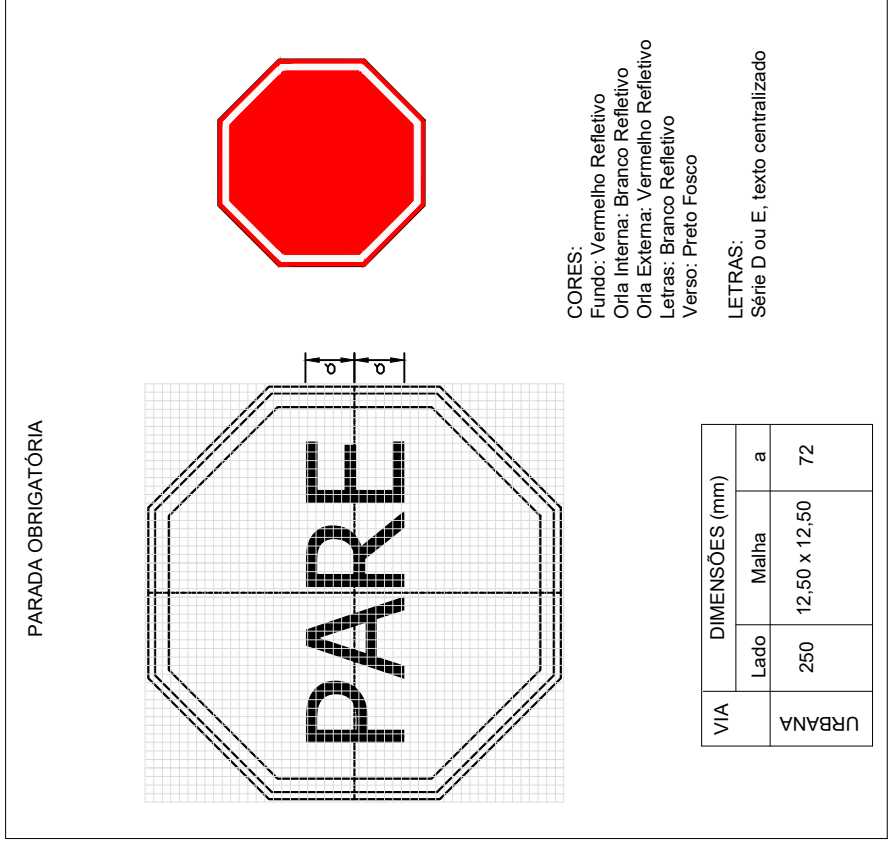 PARADA OBRIGATÓRIA
PARE
a
a
CORES:
Fundo: Vermelho Refletivo
Orla Interna: Branco Refletivo
Orla Externa: Vermelho Refletivo
Letras: Branco Refletivo
Verso: Preto Fosco
LETRAS:
Série D ou E, texto centralizado
VIA
DIMENSÕES (mm)
Lado
Malha
a
URBANA
250
12,50 x 12,50
72